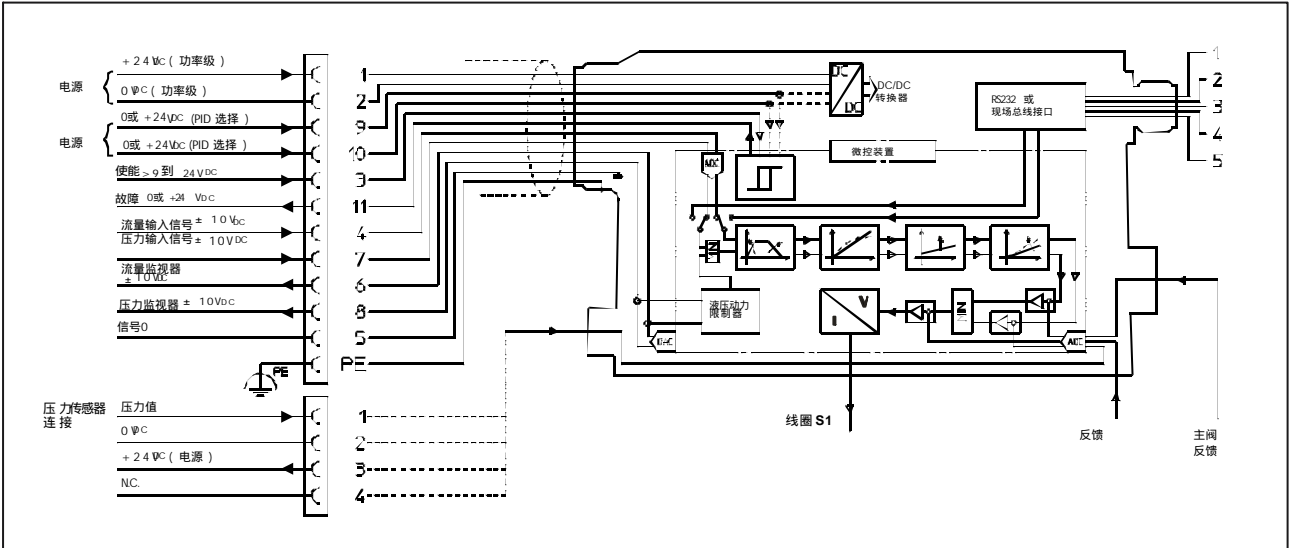 +24VDC ( 功率级 )
电源
0VDC ( 功率级 )
0或 +24VDC (PID 选择 )
电源
0或 +24VDC (PID 选择 )
使能 > 9 到 24VDC
故障 0或 +24 VDC
流量输入信号 ± 10VDC
压力输入信号 ± 10VDC
流量监视器
± 10VDC
压力监视器 ± 10VDC
信号0
PE
1
2
9
10
3
11
4
7
6
8
5
PE
压力传感器
连接
压力值
0VDC
+24VDC ( 电源 )
N.C.
1
2
3
4
DC
DC
DC/DC
转换器
RS232 或
现场总线接口
1
2
3
4
5
微控装置
液压动力
限制器
V
I
MIN
DAC
线圈 S1
反馈
主阀
反馈